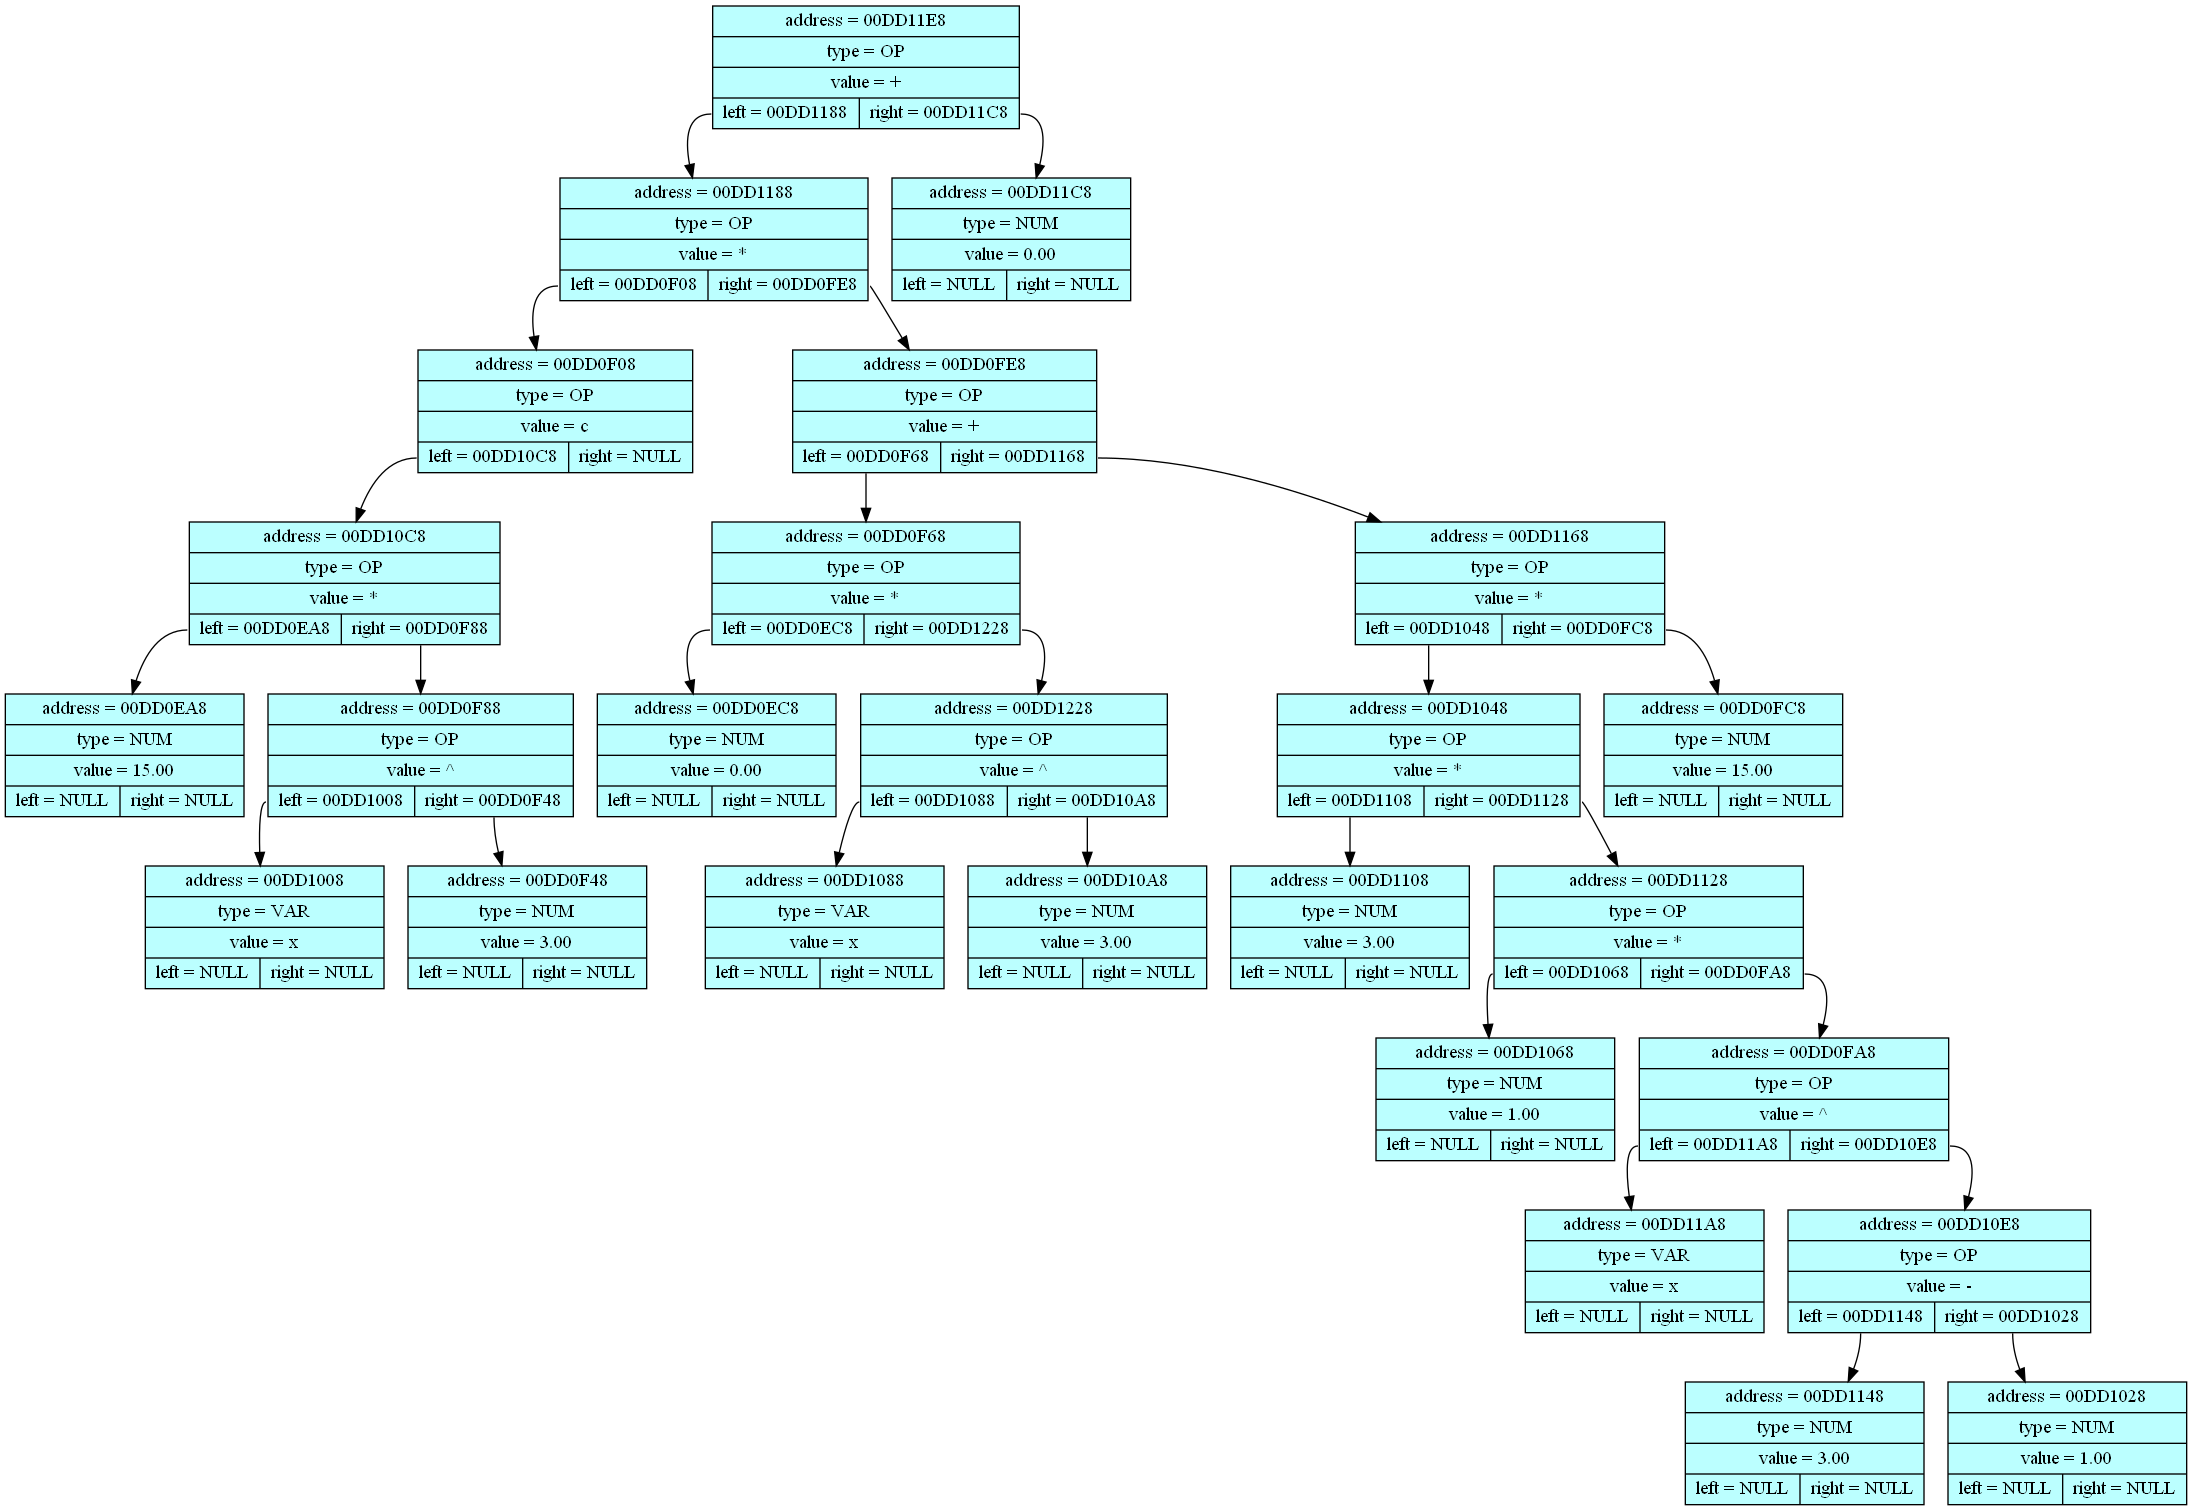 address = 00DD11E8
type = OP
value = +
left = 00DD1188 right = 00DD11C8
address = 00DD1188
type = OP
value = *
left = 00DD0F08 right = 00DD0FE8
address = 00DD11C8
type = NUM
value = 0.00
left = NULL right = NULL
address = 00DD0F08
type = OP
value = c
left = 00DD10C8 right = NULL
address = 00DD0FE8
type = OP
value = +
left = 00DD0F68 right = 00DD1168
address = 00DD10C8
type = OP
value = *
left = 00DD0EA8 right = 00DD0F88
address = 00DD0F68
type = OP
value = *
left = 00DD0EC8 right = 00DD1228
address = 00DD1168
type = OP
value = *
left = 00DD1048 right = 00DD0FC8
address = 00DD0EA8
type = NUM
value = 15.00
left = NULL right = NULL
address = 00DD0F88
type = OP
value = ^
left = 00DD1008 right = 00DD0F48
address = 00DD0EC8
type = NUM
value = 0.00
left = NULL right = NULL
address = 00DD1228
type = OP
value = ^
left = 00DD1088 right = 00DD10A8
address = 00DD1048
type = OP
value = *
left = 00DD1108 right = 00DD1128
address = 00DD0FC8
type = NUM
value = 15.00
left = NULL right = NULL
address = 00DD1008
type = VAR
value = x
left = NULL right = NULL
address = 00DD0F48
type = NUM
value = 3.00
left = NULL right = NULL
address = 00DD1088
type = VAR
value = x
left = NULL right = NULL
address = 00DD10A8
type = NUM
value = 3.00
left = NULL right = NULL
address = 00DD1108
type = NUM
value = 3.00
left = NULL right = NULL
address = 00DD1128
type = OP
value = *
left = 00DD1068 right = 00DD0FA8
address = 00DD1068
type = NUM
value = 1.00
left = NULL right = NULL
address = 00DD0FA8
type = OP
value = ^
left = 00DD11A8 right = 00DD10E8
address = 00DD11A8
type = VAR
value = x
left = NULL right = NULL
address = 00DD10E8
type = OP
value = -
left = 00DD1148 right = 00DD1028
address = 00DD1148
type = NUM
value = 3.00
left = NULL right = NULL
address = 00DD1028
type = NUM
value = 1.00
left = NULL right = NULL